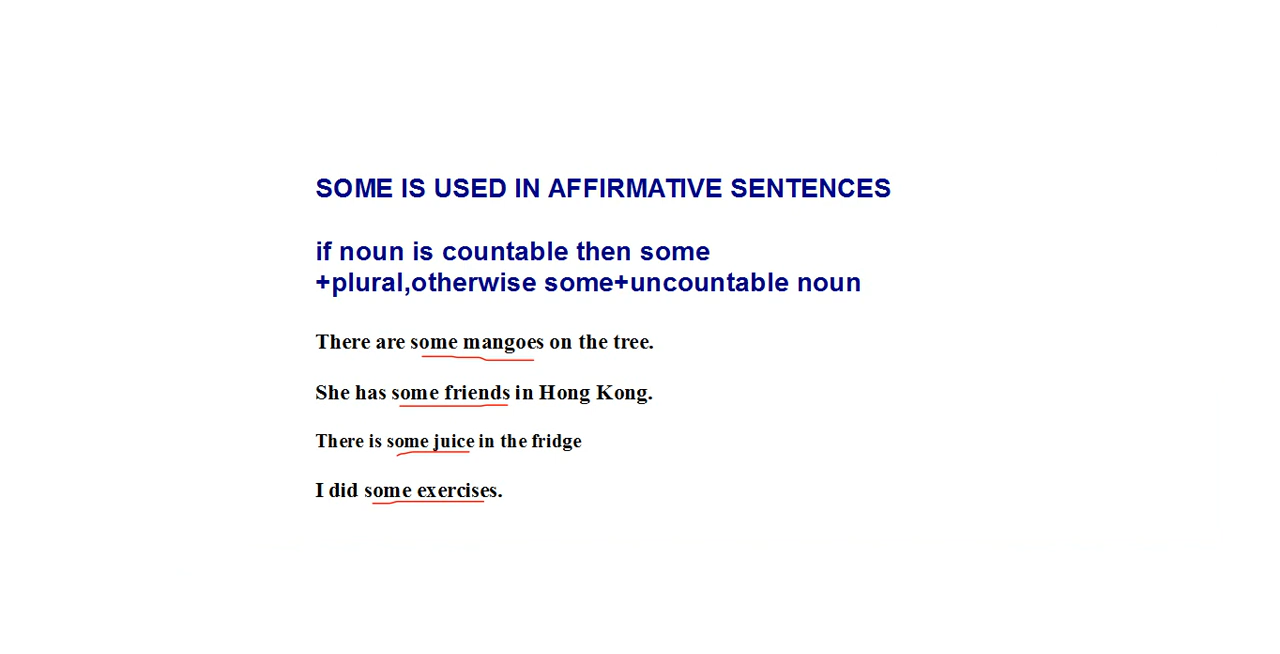 SOME IS USED IN AFFIRMATIVE SENTENCES
if noun is countable then some
+plural,otherwise some+uncountable noun
There are some mangoes on the tree.
She has some friends in Hong Kong.
There is some juice in the fridge
I did some exercises.